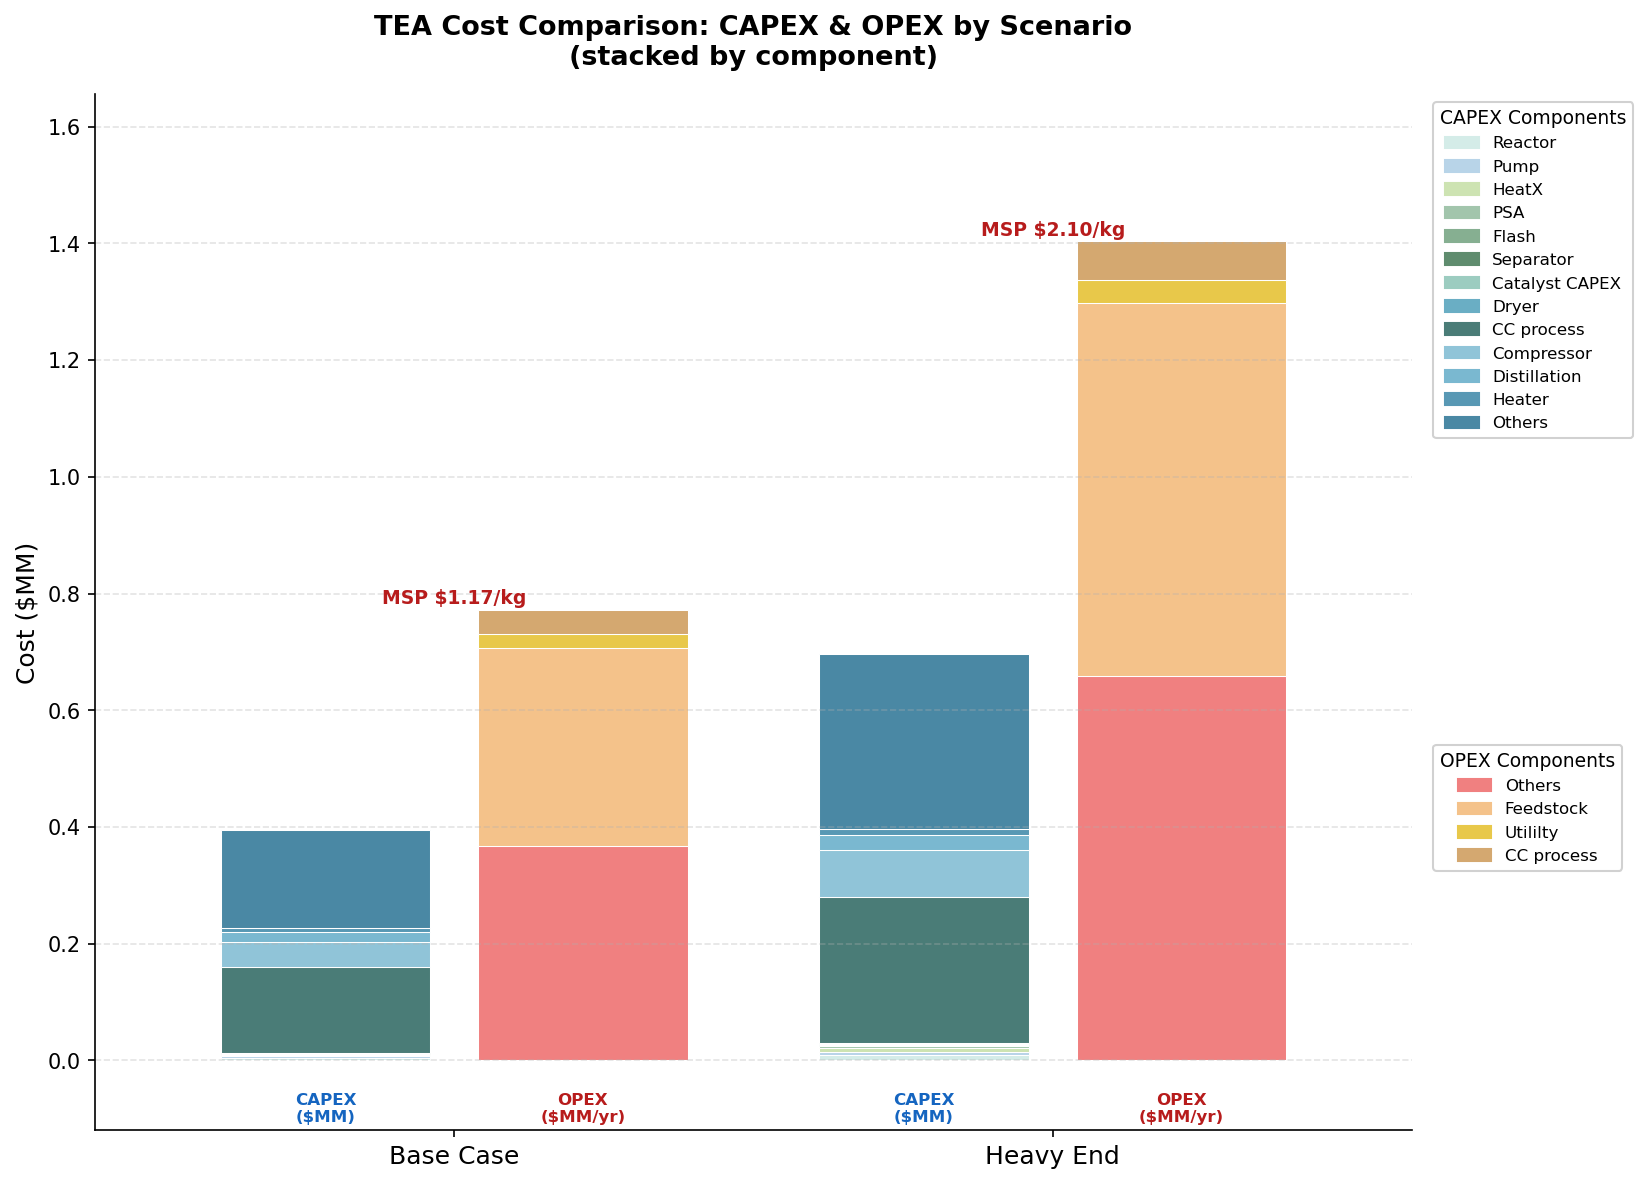 TEA Cost Comparison: CAPEX & OPEX by Scenario
(stacked by component)
Cost ($MM)
1.6
1.4
1.2
1.0
0.8
0.6
0.4
0.2
0.0
MSP $1.17/kg
MSP $2.10/kg
CAPEX
($MM)
OPEX
($MM/yr)
CAPEX
($MM)
OPEX
($MM/yr)
Base Case
Heavy End
CAPEX Components
Reactor
Pump
HeatX
PSA
Flash
Separator
Catalyst CAPEX
Dryer
CC process
Compressor
Distillation
Heater
Others
OPEX Components
Others
Feedstock
Utililty
CC process